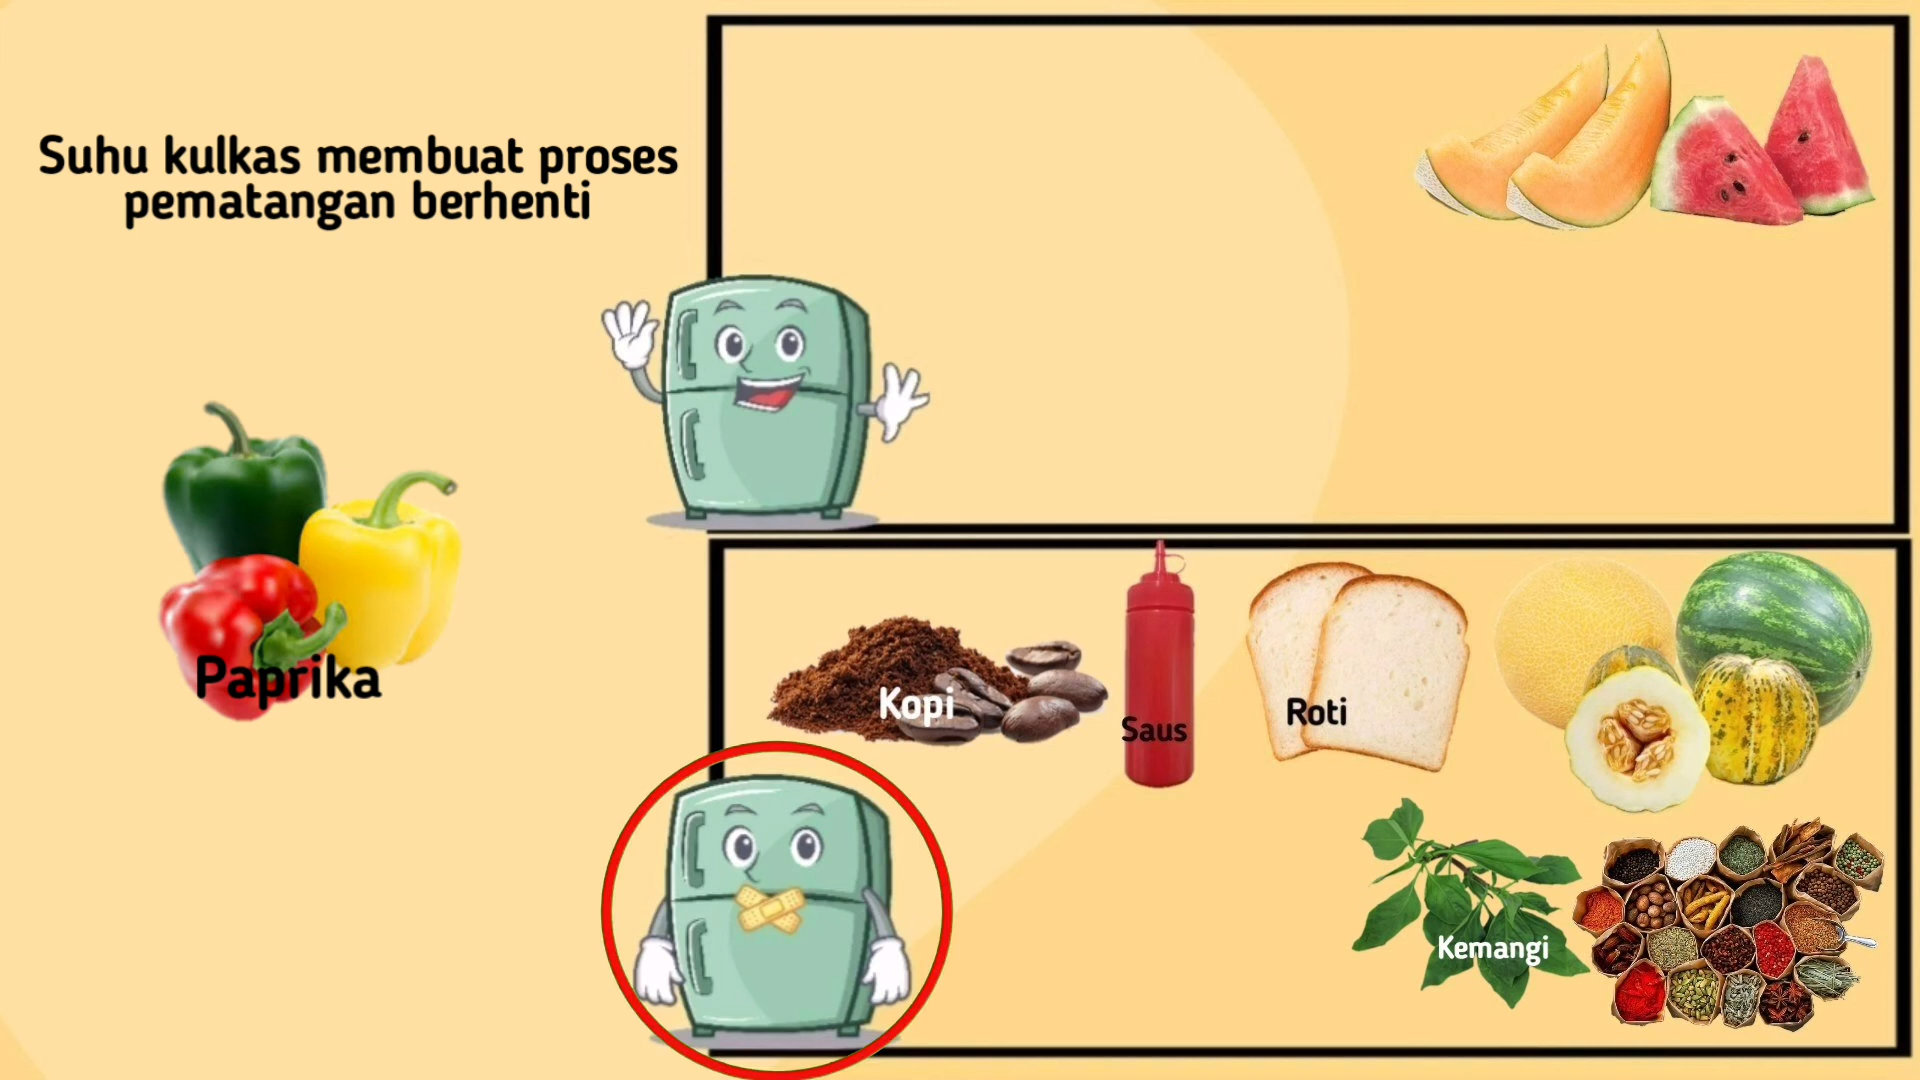 Suhu kulkas membuat proses
pematangan berhenti
Paprika
Kopi
Saus
Roti
Kemangi